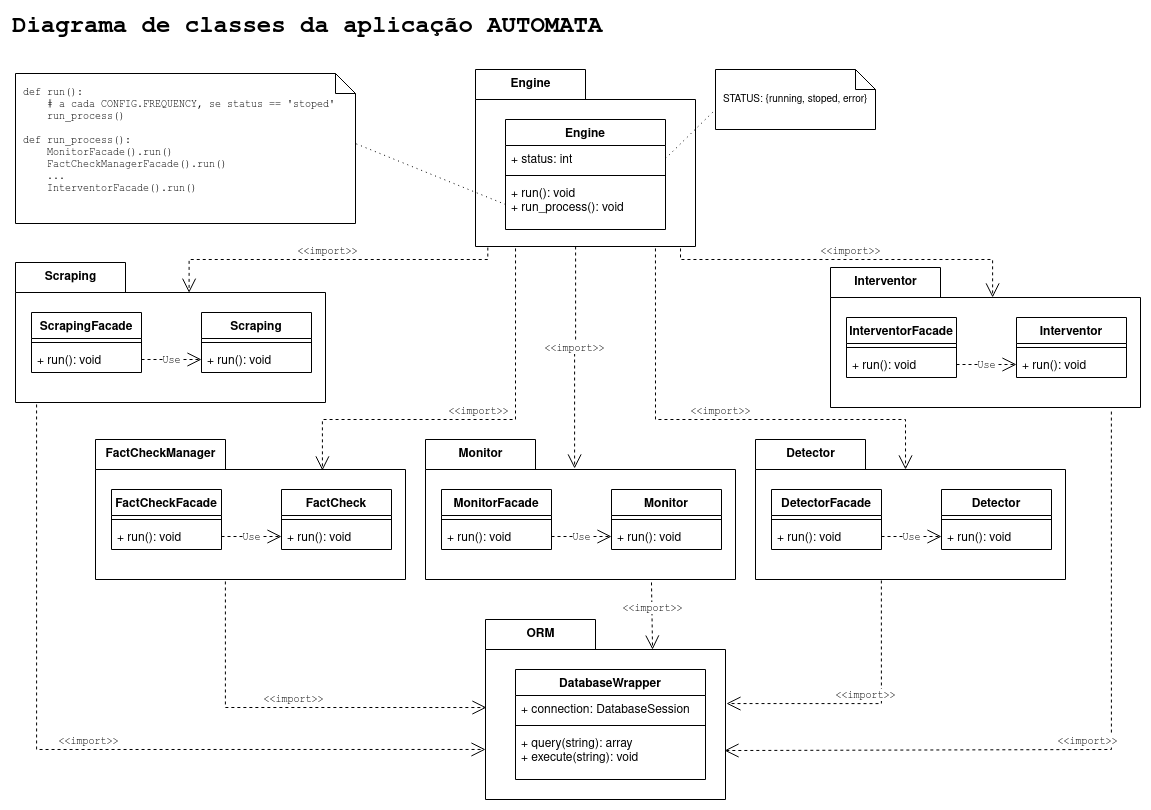 Diagrama de classes da aplicação AUTOMATA
def run():
# a cada CONFIG.FREQUENCY, se status == 'stoped'
run_process()
def run_process():
MonitorFacade().run()
FactCheckManagerFacade().run()
...
InterventorFacade().run()
Engine
Engine
+ status: int
+ run(): void
+ run_process(): void
STATUS: {running, stoped, error}
<<import>>
<<import>>
<<import>>
<<import>>
<<import>>
Scraping
ScrapingFacade
+ run(): void
Use
Scraping
+ run(): void
Interventor
InterventorFacade
+ run(): void
Use
Interventor
+ run(): void
FactCheckManager
FactCheckFacade
+ run(): void
Use
FactCheck
+ run(): void
Monitor
MonitorFacade
+ run(): void
Use
Monitor
+ run(): void
Detector
DetectorFacade
+ run(): void
Use
Detector
+ run(): void
<<import>>
<<import>>
<<import>>
<<import>>
<<import>>
ORM
DatabaseWrapper
+ connection: DatabaseSession
+ query(string): array
+ execute(string): void